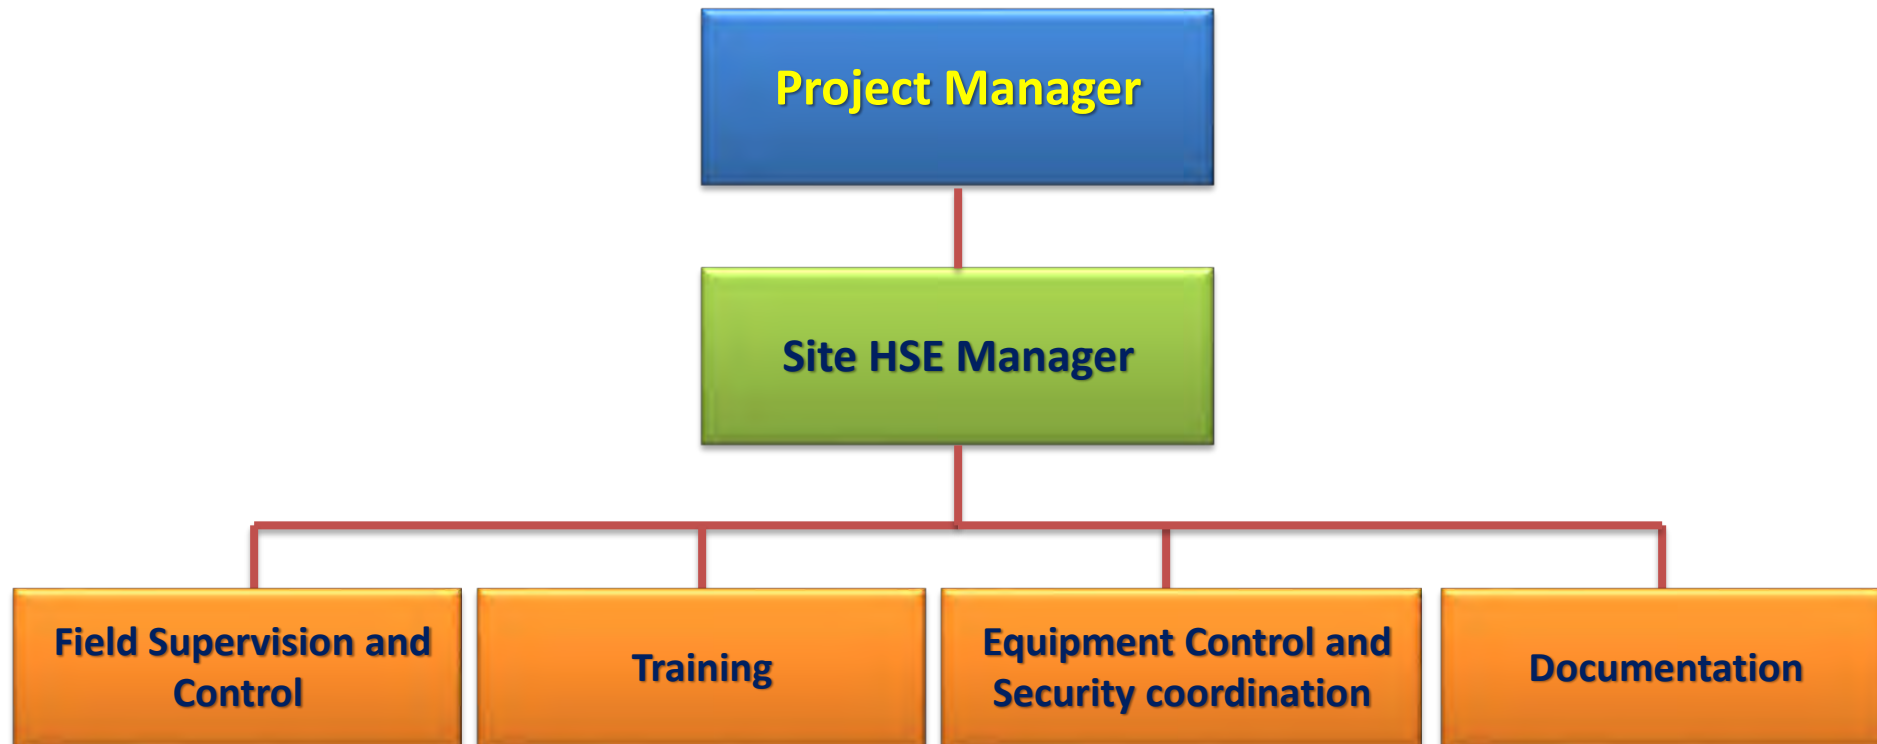 Project Manager
Site HSE Manager
Field Supervision and
Control
Training
Equipment Control and
Security coordination
Documentation